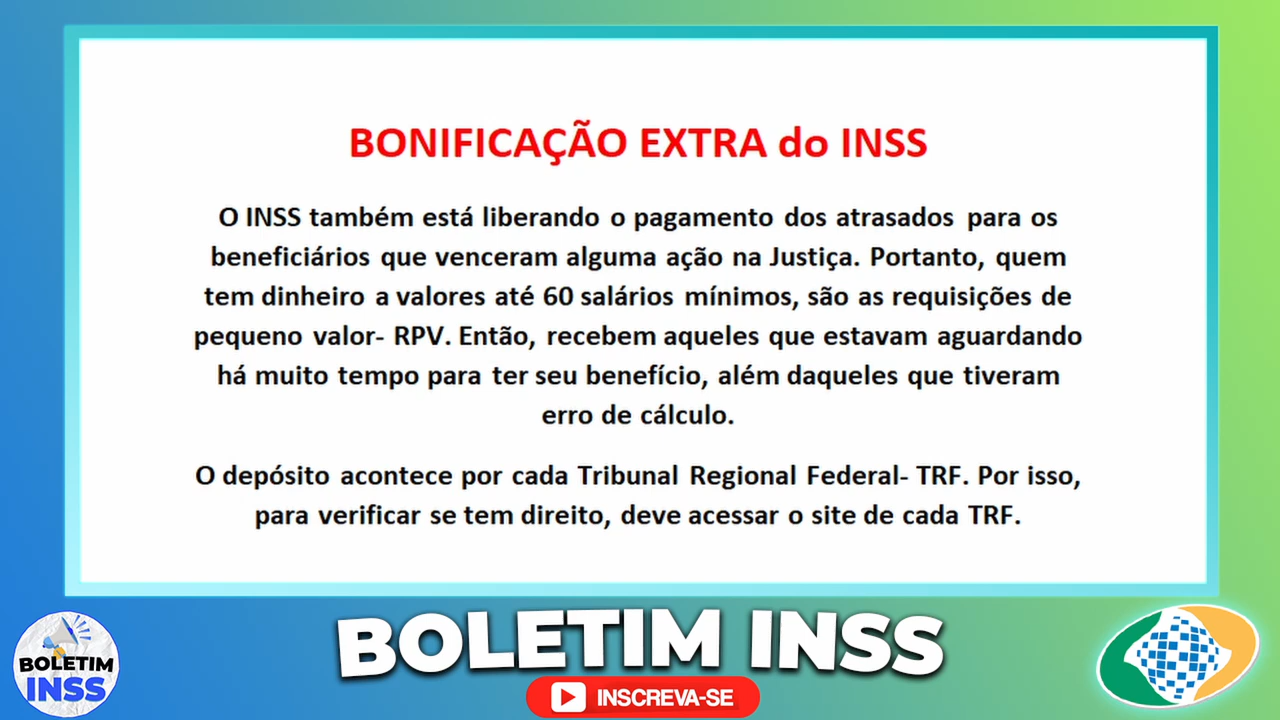 BONIFICAÇÃO EXTRA do INSS
O INSS também está liberando o pagamento dos atrasados para os
beneficiários que venceram alguma ação na Justiça. Portanto, quem
tem dinheiro a valores até 60 salários mínimos, são as requisições de
pequeno valor- RPV. Então, recebem aqueles que estavam aguardando
há muito tempo para ter seu benefício, além daqueles que tiveram
erro de cálculo.
O depósito acontece por cada Tribunal Regional Federal- TRF. Por isso,
para verificar se tem direito, deve acessar o site de cada TRF.
BOLETIM INSS
INSCREVA-SE
BOLETIM
INSS